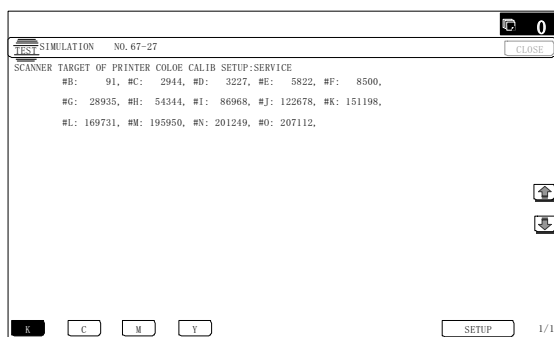 0
TEST SIMULATION NO. 67-27
CLOSE
SCANNER TARGET OF PRINTER COLOE CALIB SETUP:SERVICE
#B: 91, #C: 2944, #D: 3227, #E: 5822, #F: 8500,
#G: 28935, #H: 54344, #I: 86968, #J: 122678, #K: 151198,
#L: 169731, #M: 195950, #N: 201249, #O: 207112,
K C M Y SETUP 1/1